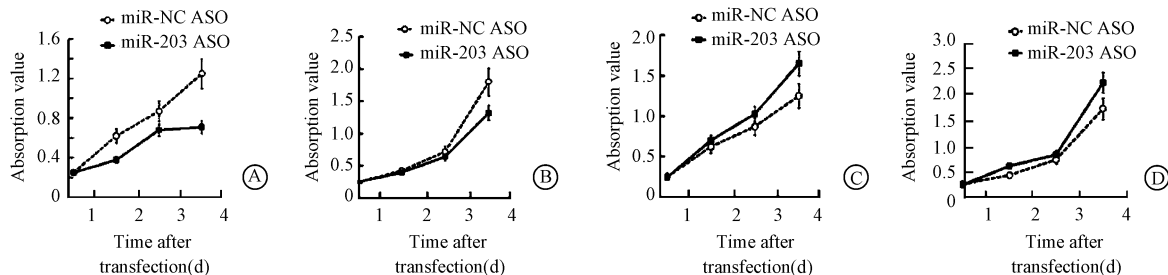 miR-NC ASO
miR-203 ASO
1.6
1.2
0.8
0.4
0
Absorption value
1 2 3 4
Time after
transfection(d)
A
miR-NC ASO
miR-203 ASO
2.5
2.0
1.5
1.0
0.5
0.0
Absorption value
1 2 3 4
Time after
transfection(d)
B
miR-NC ASO
miR-203 ASO
2.0
1.5
1.0
0.5
0
Absorption value
1 2 3 4
Time after
transfection(d)
C
miR-NC ASO
miR-203 ASO
3.0
2.5
2.0
1.5
1.0
0.5
0
Absorption value
1 2 3 4
Time after
transfection(d)
D